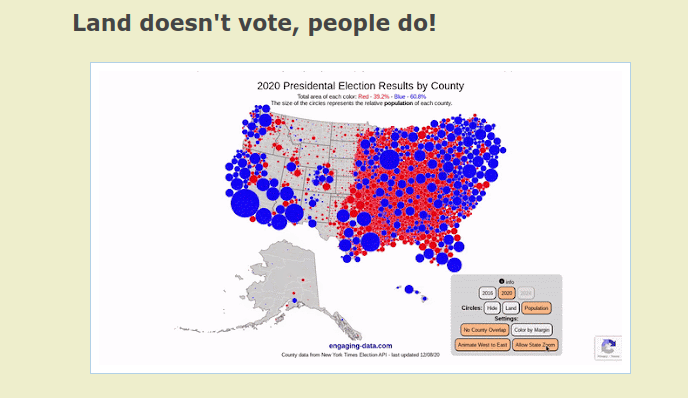 Land doesn't vote, people do!
2020 Presidential Election Results by County
Total area of each color: Red - 39.2% - Blue - 60.8%
The size of the circles represents the relative population of each county.
info
2016 2020
Circles: Hide Land Population
Settings:
No County Overlap Color by Margin
Animate West to East Allow State Zoom
engaging-data.com
County data from New York Times Election API - last updated 12/08/20